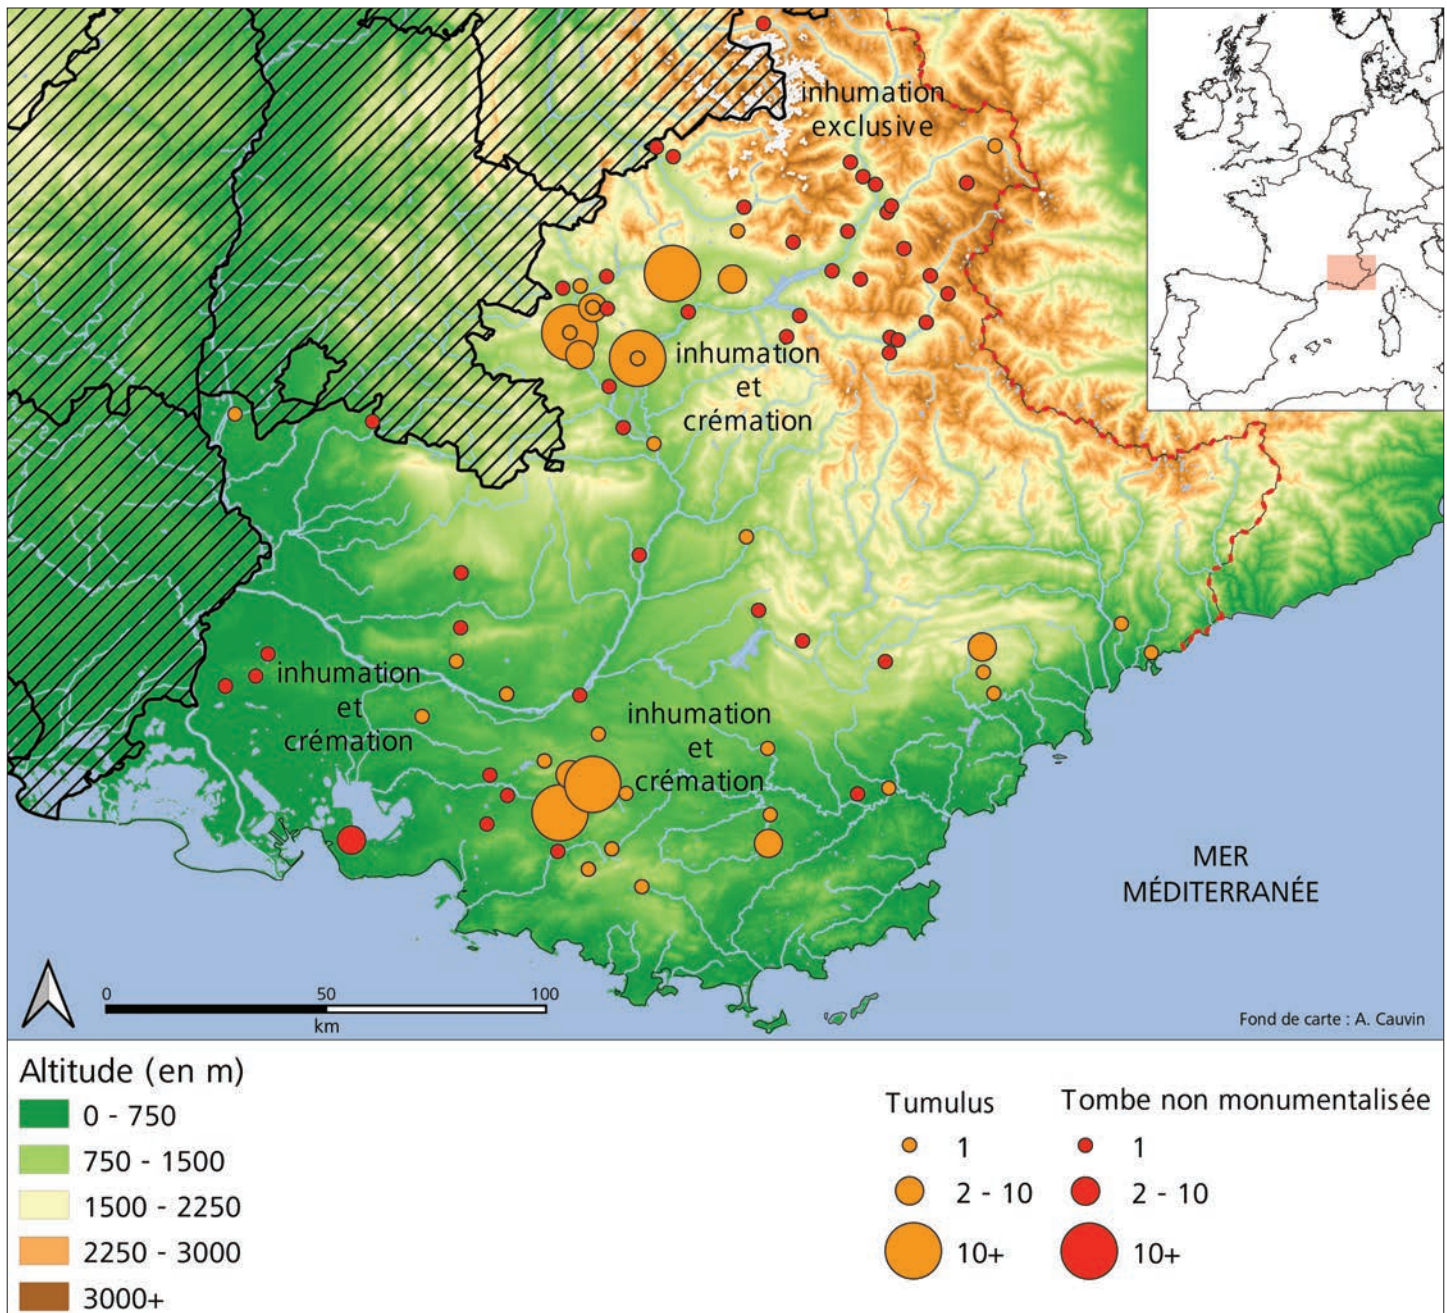 inhumation
exclusive
inhumation
et
crémation
inhumation
et
crémation
inhumation
et
crémation
MER
MÉDITERRANÉE
0
50
100
km
Fond de carte : A. Cauvin
Altitude (en m)
0 - 750
750 - 1500
1500 - 2250
2250 - 3000
3000+
Tumulus
1
2 - 10
10+
Tombe non monumentalisée
1
2 - 10
10+